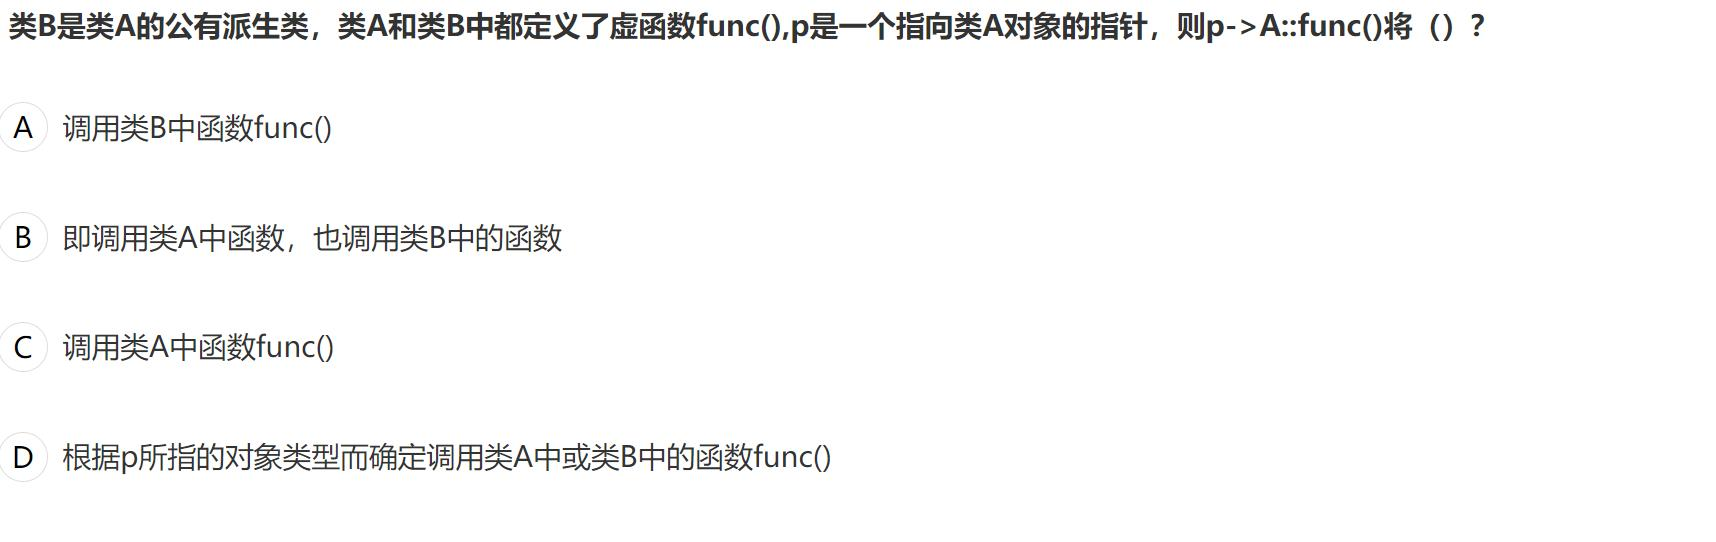 类B是类A的公有派生类，类A和类B中都定义了虚函数func(),p是一个指向类A对象的指针，则p->A::func()将（）？
A 调用类B中函数func()
B 即调用类A中函数，也调用类B中的函数
C 调用类A中函数func()
D 根据p所指的对象类型而确定调用类A中或类B中的函数func()